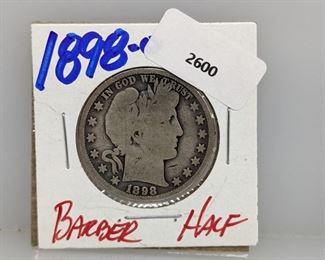 1898-
2600
IN GOD WE TRUST
1898
BARBER HALF